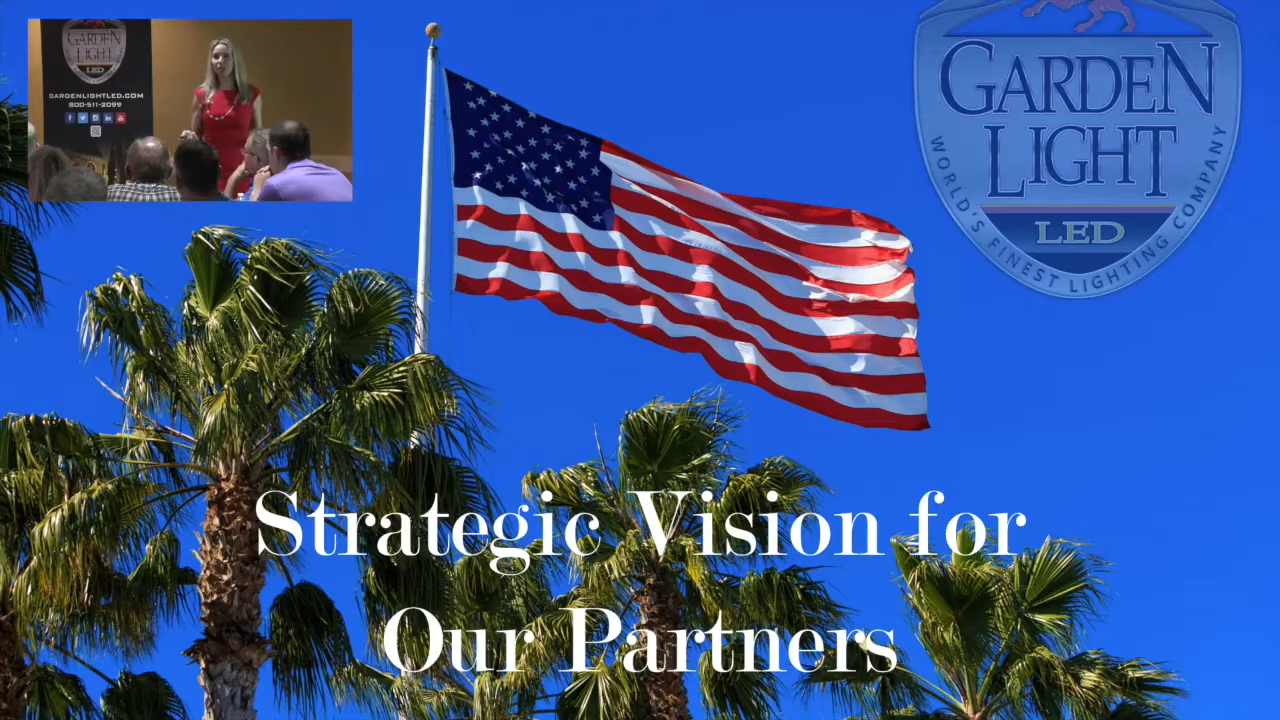 GARDEN
LIGHT
LED
GARDENLIGHTLED.COM
800-511-2099
GARDEN
LIGHT
LED
WORLD'S FINEST LIGHTING COMPANY
Strategic Vision for
Our Partners